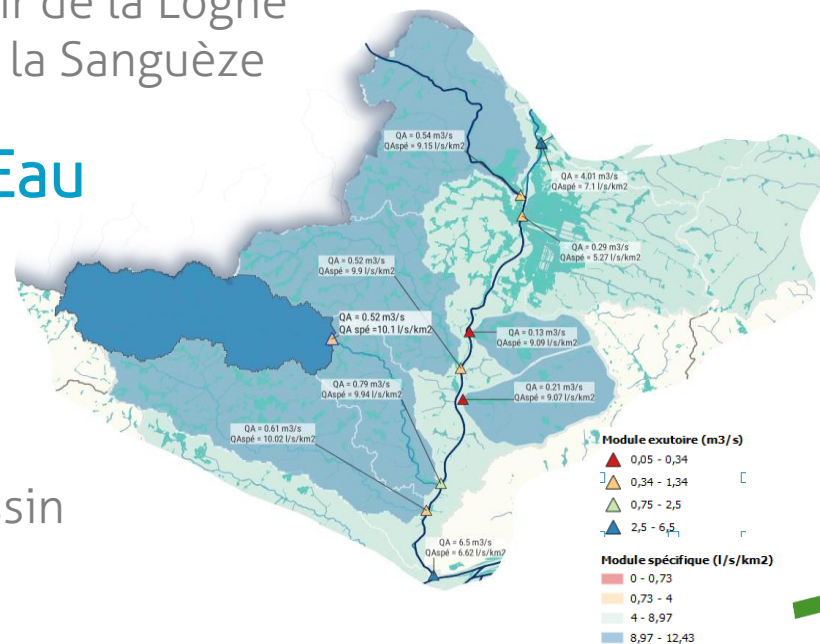 ir de la Logne
la Sanguèze
Eau
QA = 0.54 m3/s
QAspé = 9.15 l/s/km2
QA = 4.01 m3/s
QAspé = 7.1 l/s/km2
QA = 0.29 m3/s
QAspé = 5.27 l/s/km2
QA = 0.52 m3/s
QAspé = 9.9 l/s/km2
QA = 0.52 m3/s
QA spé =10.1 l/s/km2
QA = 0.13 m3/s
QAspé = 9.09 l/s/km2
QA = 0.79 m3/s
QAspé = 9.94 l/s/km2
QA = 0.21 m3/s
QAspé = 9.07 l/s/km2
QA = 0.61 m3/s
QAspé = 10.02 l/s/km2
ssin
QA = 6.5 m3/s
QAspé = 6.62 l/s/km2
Module exutoire (m3/s)
0,05 - 0,34
0,34 - 1,34
0,75 - 2,5
2,5 - 6,5
Module spécifique (l/s/km2)
0 - 0,73
0,73 - 4
4 - 8,97
8,97 - 12,43